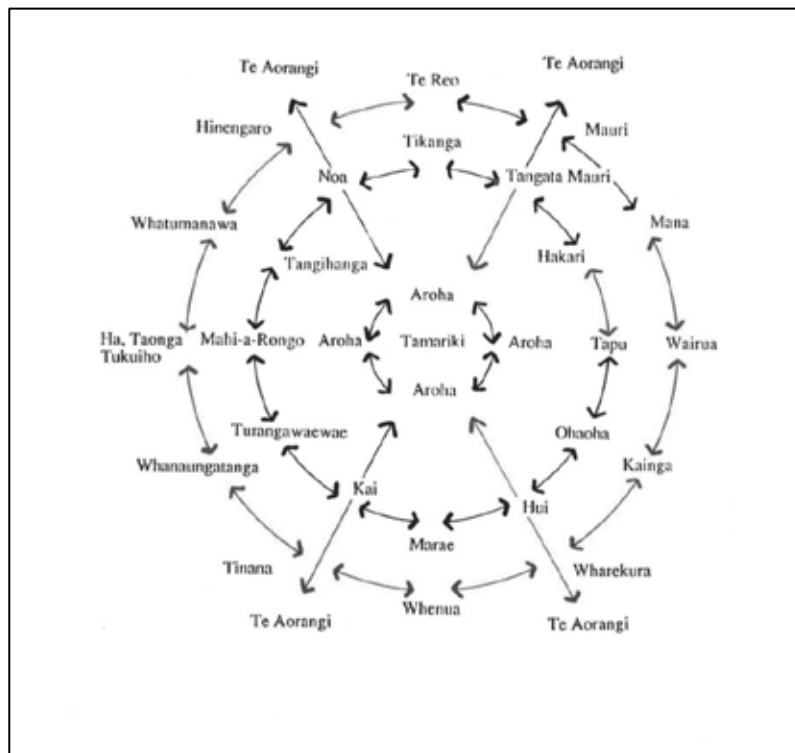 Te Aorangi
Te Aorangi
Te Reo
Hinengaro
Mauri
Tikanga
Noa
Tangata Mauri
Whatumanawa
Mana
Tangihanga
Hakari
Aroha
Ha, Taonga
Tukuiho
Mahi-a-Rongo
Aroha
Tamariki
Aroha
Tapu
Wairua
Aroha
Turangawaewae
Ohaoha
Whanaungatanga
Kainga
Kai
Hui
Marae
Tinana
Wharekura
Whenua
Te Aorangi
Te Aorangi